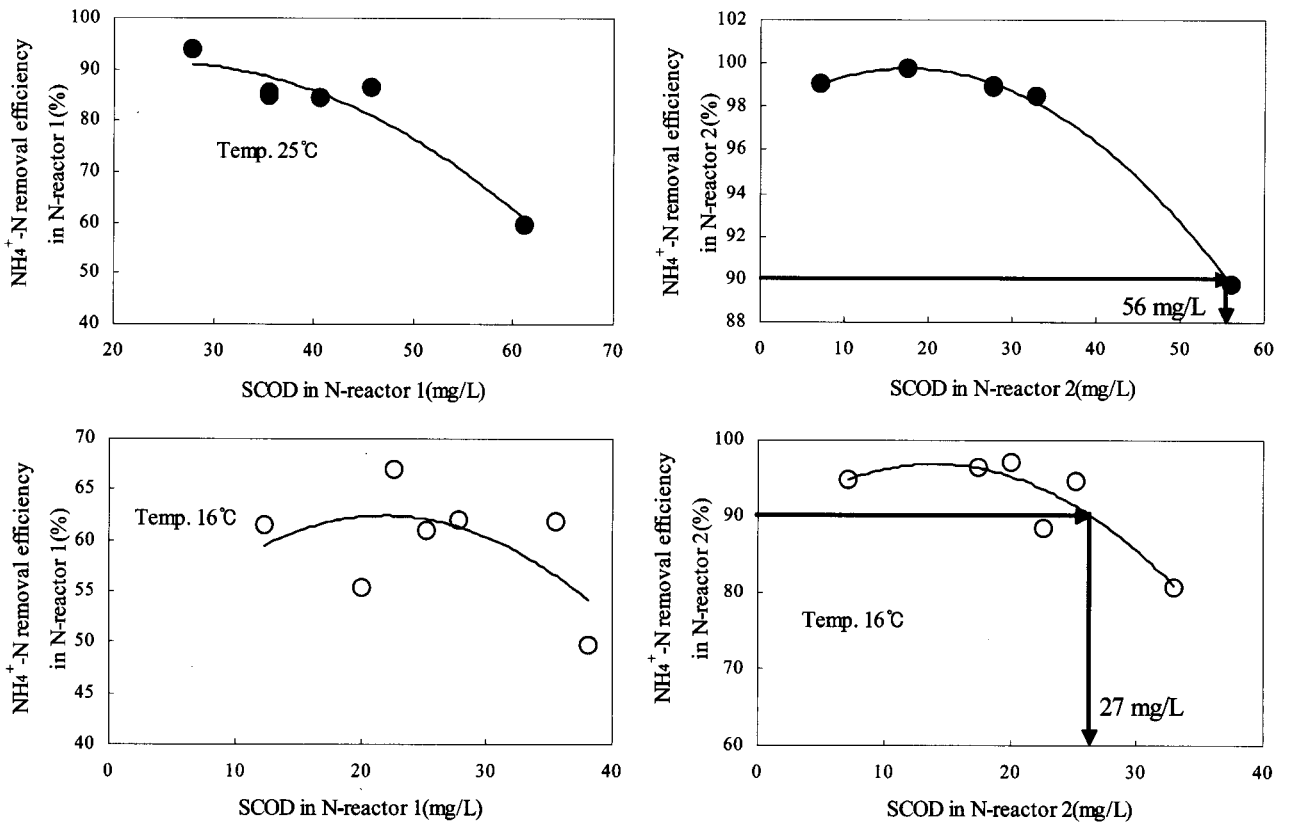 NH4+-N removal efficiency
in N-reactor 1(%)
100
90
80
70
60
50
40
Temp. 25℃
20
30
40
50
60
70
SCOD in N-reactor 1(mg/L)
NH4+-N removal efficiency
in N-reactor 2(%)
102
100
98
96
94
92
90
88
56 mg/L
0
10
20
30
40
50
60
SCOD in N-reactor 2(mg/L)
NH4+-N removal efficiency
in N-reactor 1(%)
70
65
60
55
50
45
40
Temp. 16℃
0
10
20
30
40
SCOD in N-reactor 1(mg/L)
NH4+-N removal efficiency
in N-reactor 2(%)
100
90
80
70
60
Temp. 16℃
27 mg/L
0
10
20
30
40
SCOD in N-reactor 2(mg/L)